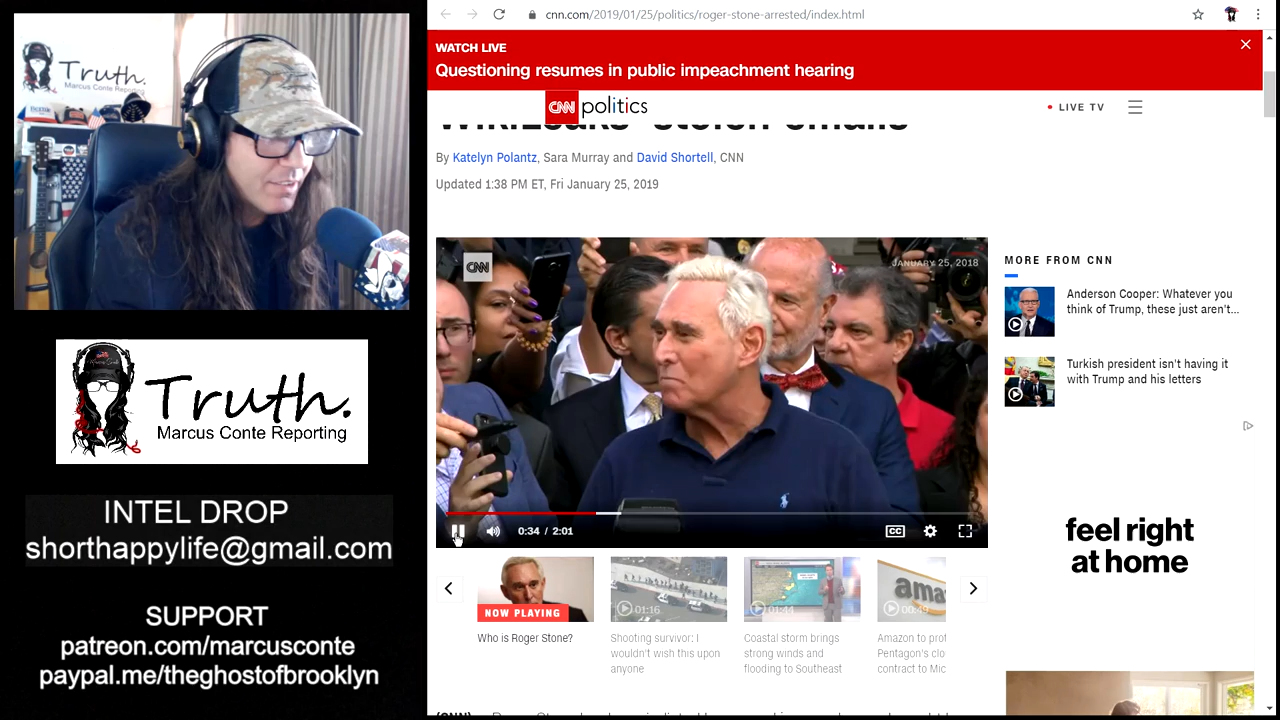 Truth.
Marcus Conte Reporting
Truth.
Marcus Conte Reporting
INTEL DROP
shorthappylife@gmail.com
SUPPORT
patreon.com/marcusconte
paypal.me/theghostofbrooklyn
cnn.com/2019/01/25/politics/roger-stone-arrested/index.html
WATCH LIVE
Questioning resumes in public impeachment hearing
CNN politics
LIVE TV
By Katelyn Polantz, Sara Murray and David Shortell, CNN
Updated 1:38 PM ET, Fri January 25, 2019
CNN
JANUARY 25, 2018
0:34 / 2:01
CC
NOW PLAYING
Who is Roger Stone?
01:16
Shooting survivor: I
wouldn't wish this upon
anyone
01:44
Coastal storm brings
strong winds and
flooding to Southeast
ama
00:49
Amazon to prot
Pentagon's clo
contract to Mic
MORE FROM CNN
Anderson Cooper: Whatever you
think of Trump, these just aren't...
Turkish president isn't having it
with Trump and his letters
feel right
at home